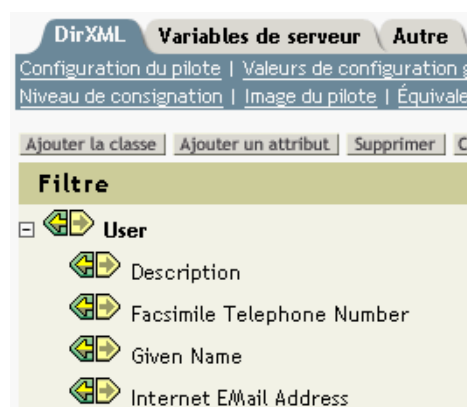 DirXML Variables de serveur Autre
Configuration du pilote | Valeurs de configuration
Niveau de consignation | Image du pilote |
Ajouter la classe Ajouter un attribut Supprimer
Filtre
User
Description
Facsimile Telephone Number
Given Name
Internet EMail Address